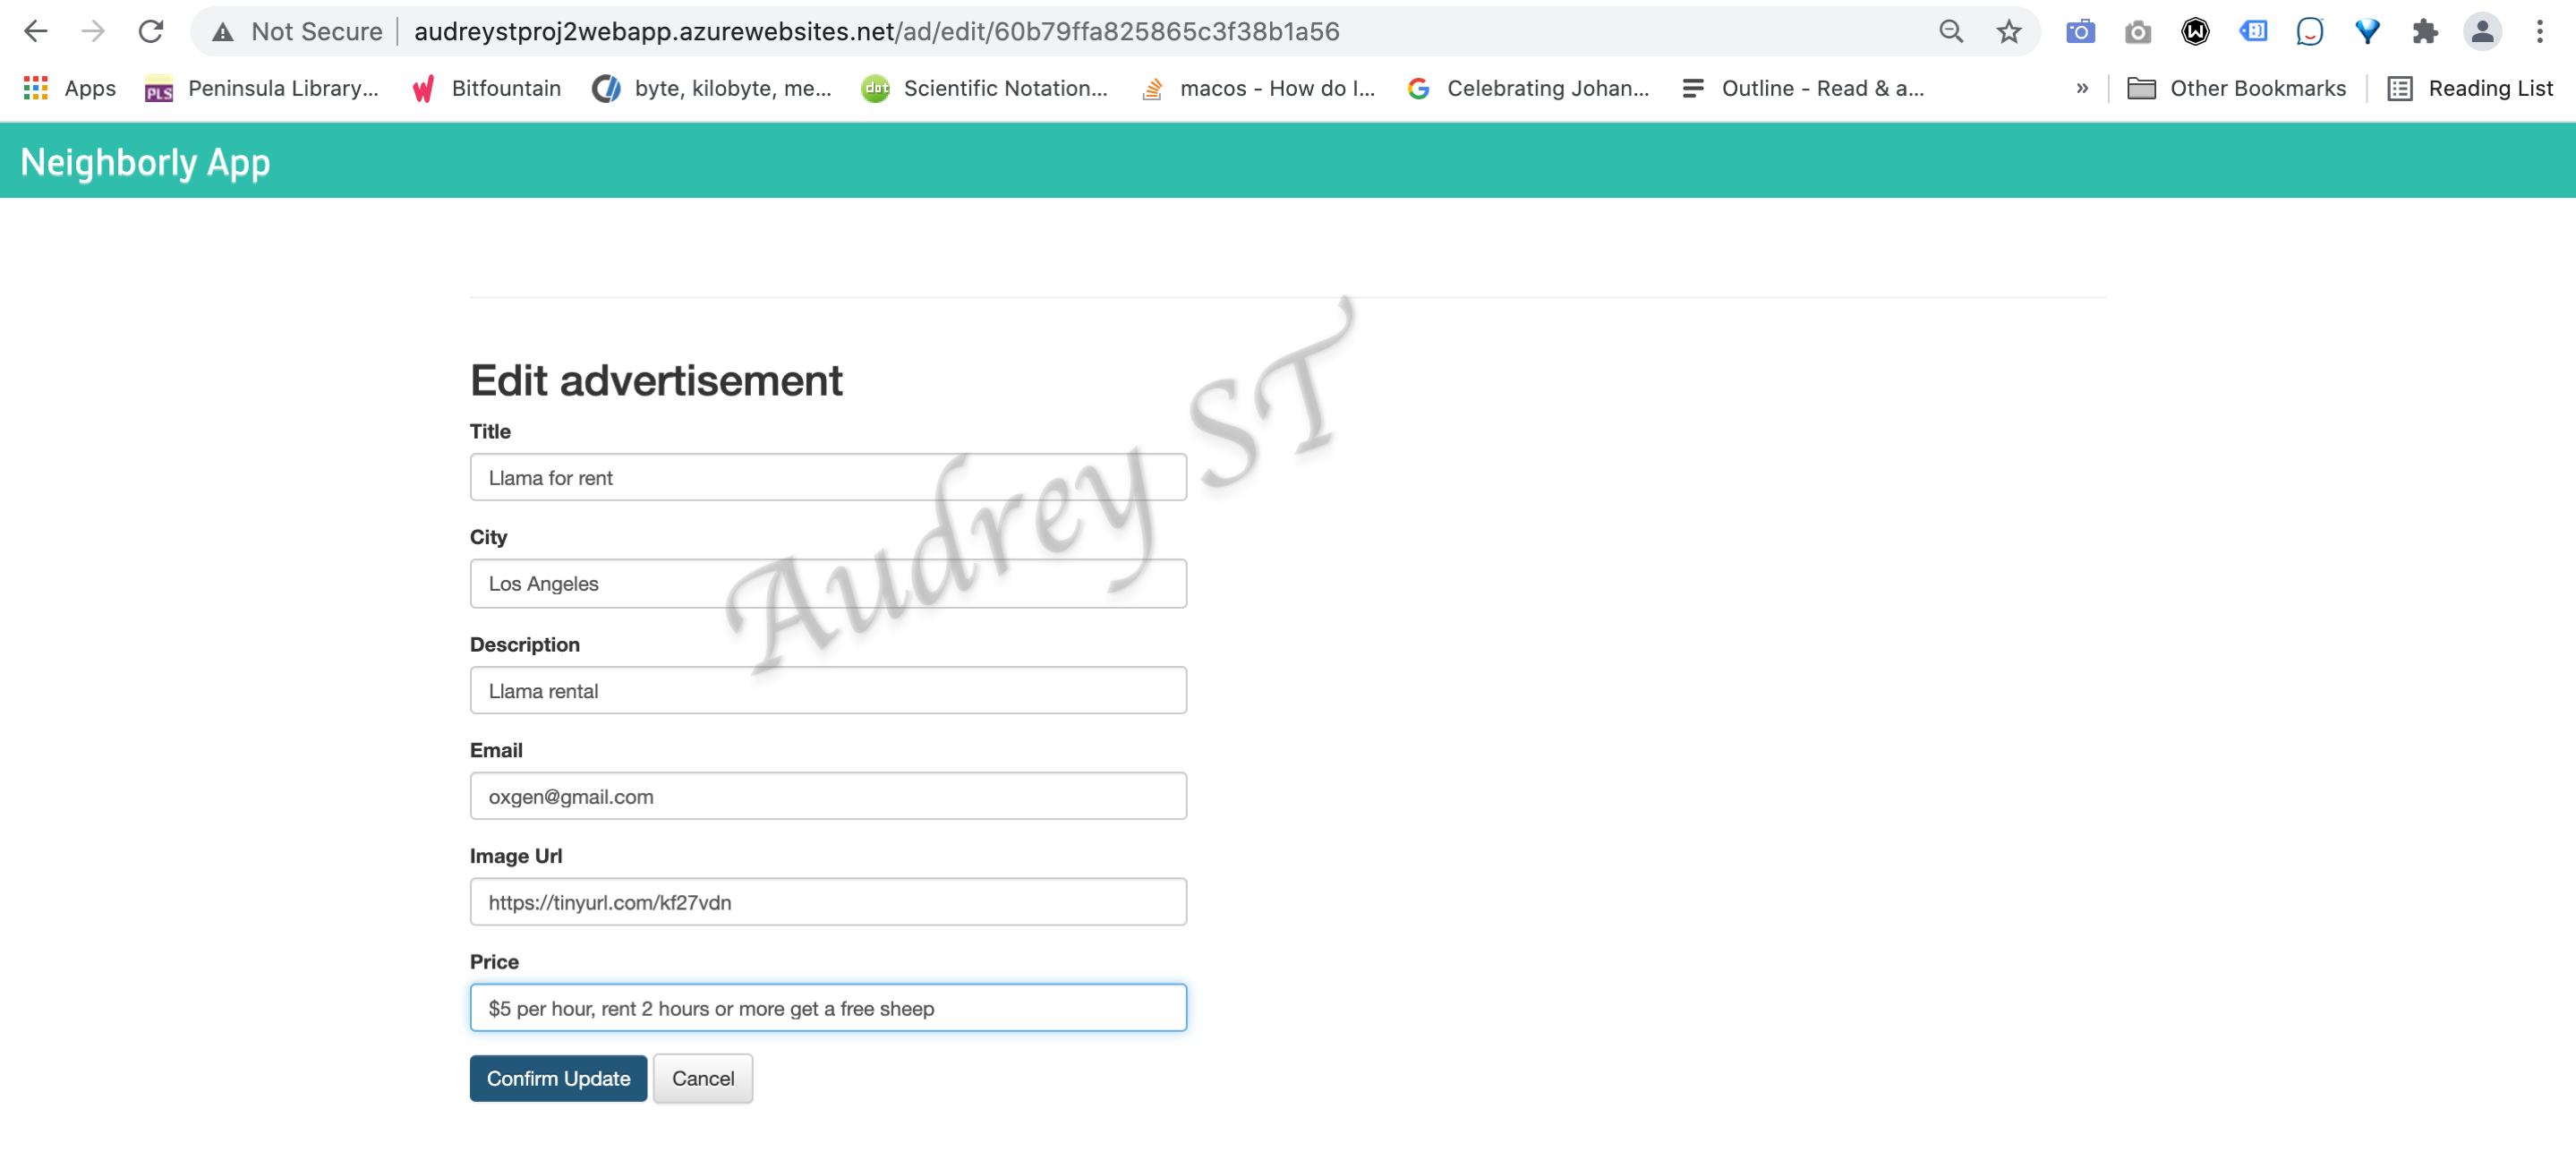 Not Secure audreystproj2webapp.azurewebsites.net/ad/edit/60b79ffa825865c3f38b1a56
Apps PLS Peninsula Library... Bitfountain byte, kilobyte, me... dot Scientific Notation... macos - How do I... Celebrating Johan... Outline - Read & a... » Other Bookmarks Reading List
Neighborly App
Edit advertisement
Title
Llama for rent
City
Los Angeles
Description
Llama rental
Email
oxgen@gmail.com
Image Url
https://tinyurl.com/kf27vdn
Price
$5 per hour, rent 2 hours or more get a free sheep
Confirm Update Cancel
Audrey ST